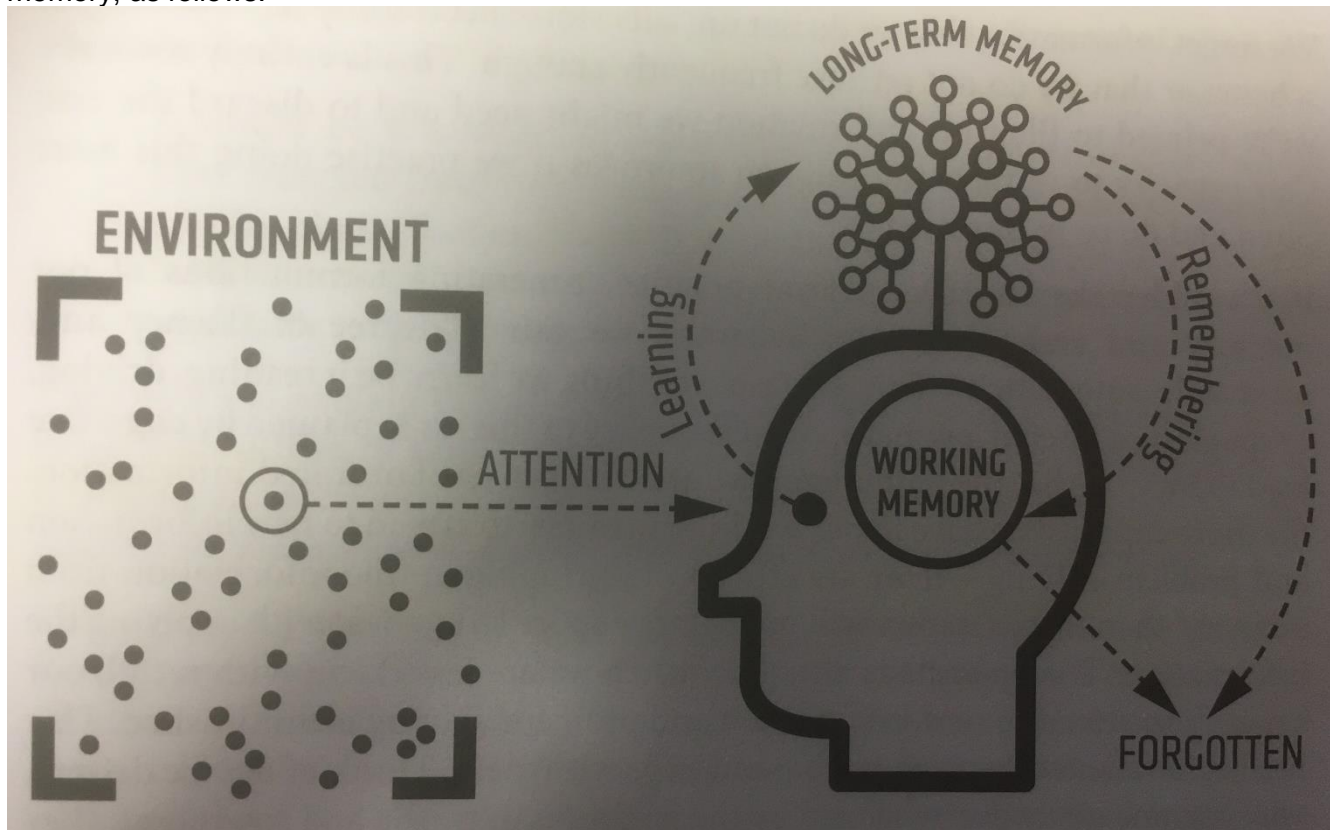 memory, as follows:
LONG-TERM MEMORY
ENVIRONMENT
Learning
Remembering
ATTENTION
WORKING
MEMORY
FORGOTTEN